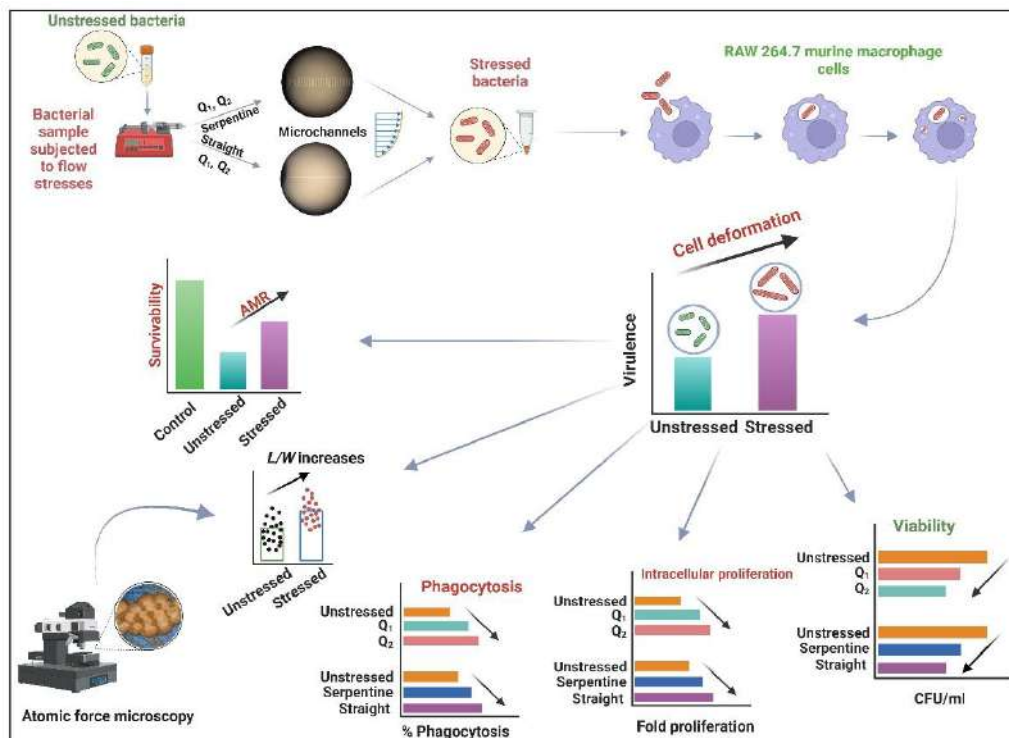 Unstressed bacteria
Bacterial
sample
subjected
to flow
stresses
Q₁, Q₂
Serpentine
Straight
Q₁, Q₂
Microchannels
Stressed
bacteria
RAW 264.7 murine macrophage
cells
Cell deformation
Virulence
Unstressed Stressed
Survivability
AMR
Control
Unstressed
Stressed
L/W increases
Unstressed
Stressed
Atomic force microscopy
Phagocytosis
Unstressed
Q₁
Q₂
Unstressed
Serpentine
Straight
% Phagocytosis
Intracellular proliferation
Unstressed
Q₁
Q₂
Unstressed
Serpentine
Straight
Fold proliferation
Viability
Unstressed
Q₁
Q₂
Unstressed
Serpentine
Straight
CFU/ml